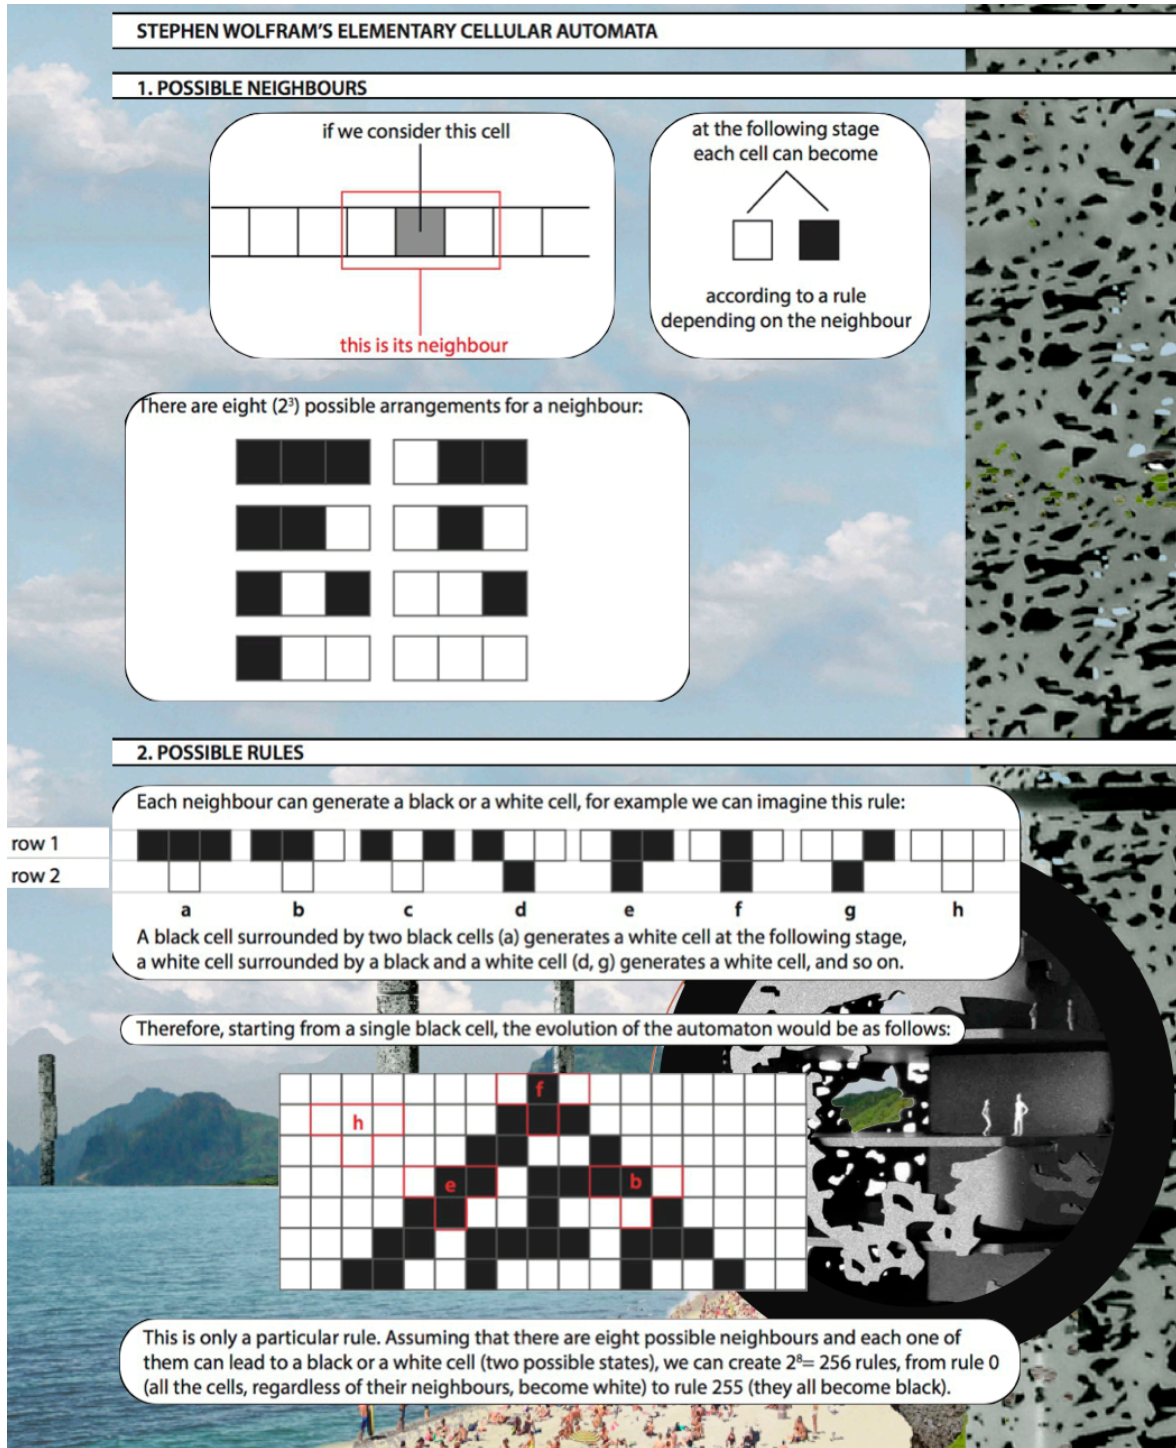 STEPHEN WOLFRAM'S ELEMENTARY CELLULAR AUTOMATA
1. POSSIBLE NEIGHBOURS
if we consider this cell
this is its neighbour
at the following stage
each cell can become
according to a rule
depending on the neighbour
There are eight (2³) possible arrangements for a neighbour:
2. POSSIBLE RULES
Each neighbour can generate a black or a white cell, for example we can imagine this rule:
row 1
row 2
a b c d e f g h
A black cell surrounded by two black cells (a) generates a white cell at the following stage,
a white cell surrounded by a black and a white cell (d, g) generates a white cell, and so on.
Therefore, starting from a single black cell, the evolution of the automaton would be as follows:
f
h
e b
This is only a particular rule. Assuming that there are eight possible neighbours and each one of
them can lead to a black or a white cell (two possible states), we can create 2⁸= 256 rules, from rule 0
(all the cells, regardless of their neighbours, become white) to rule 255 (they all become black).